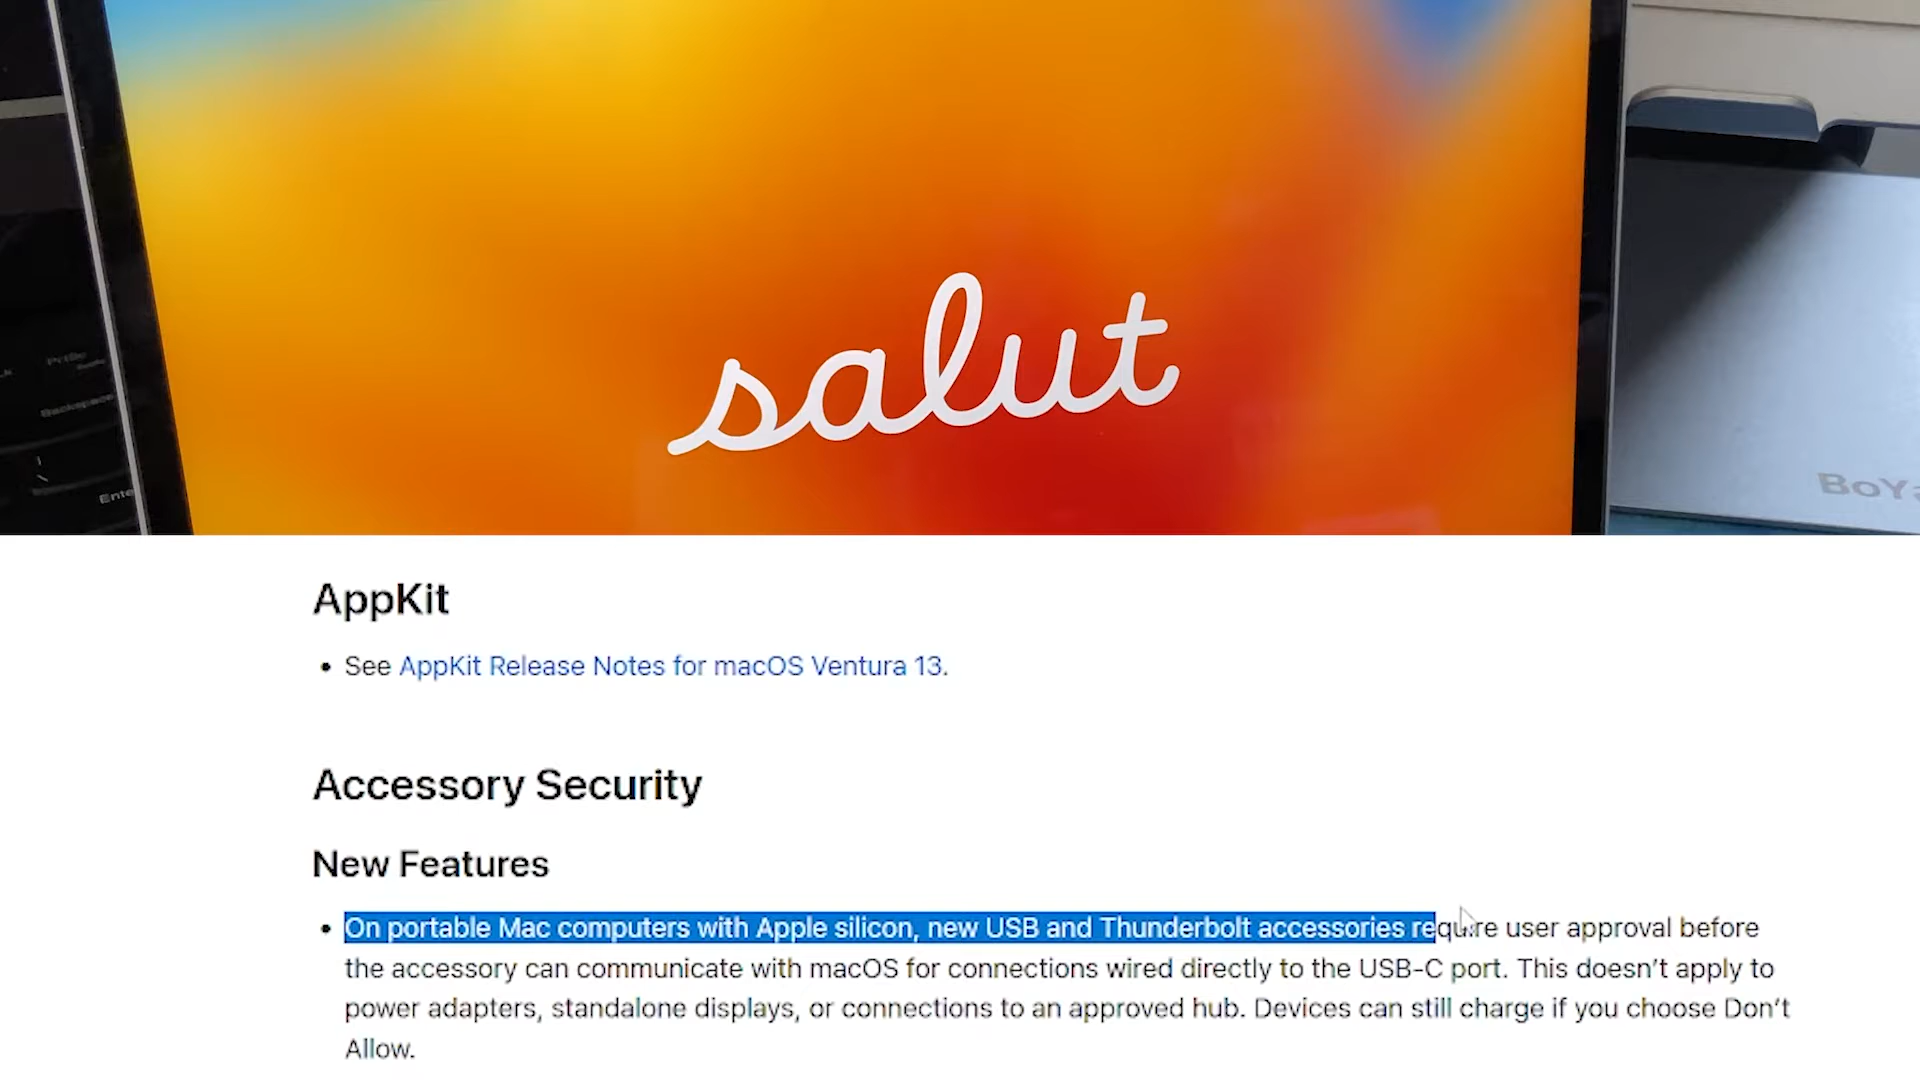 Backspace
Ente
salut
BoYa
AppKit
• See AppKit Release Notes for macOS Ventura 13.
Accessory Security
New Features
• On portable Mac computers with Apple silicon, new USB and Thunderbolt accessories require user approval before
the accessory can communicate with macOS for connections wired directly to the USB-C port. This doesn’t apply to
power adapters, standalone displays, or connections to an approved hub. Devices can still charge if you choose Don’t
Allow.